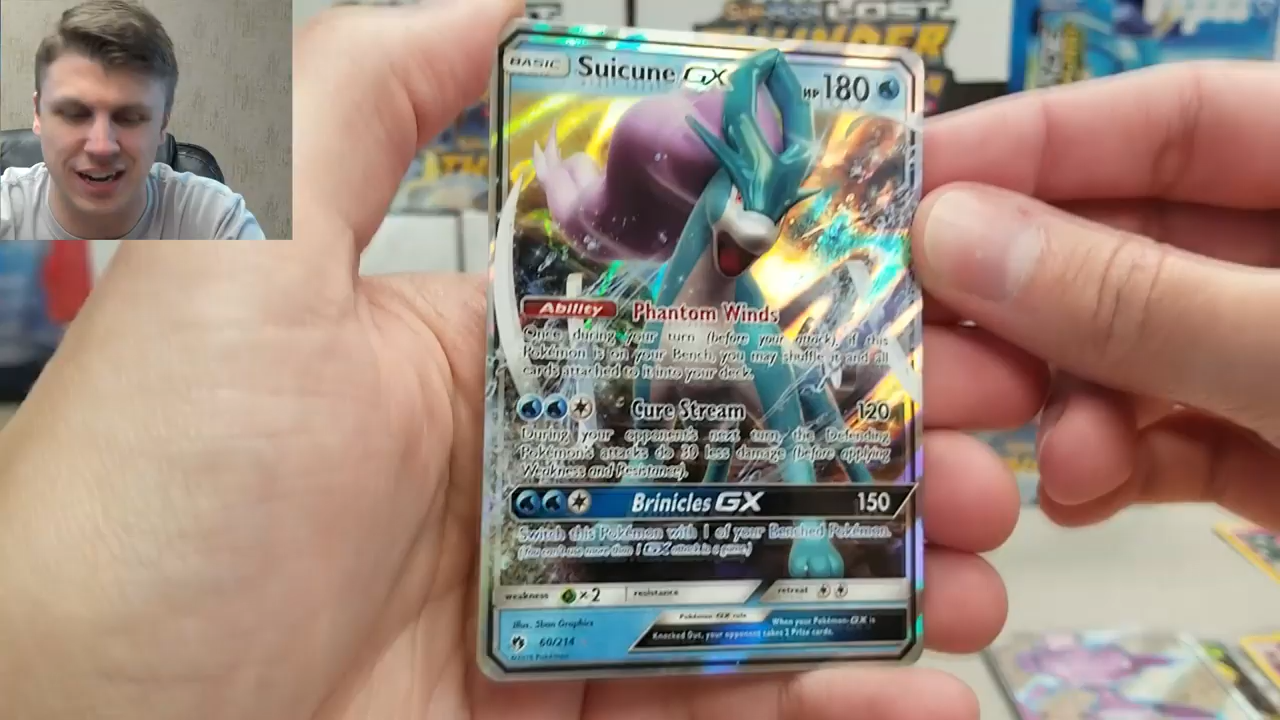 LOST
THUNDER
BASIC Suicune GX HP 180
Ability Phantom Winds
Once during your turn (before your attack), if this
Pokémon is on your Bench, you may shuffle it and all
cards attached to it into your deck.
Cure Stream 120
During your opponent's next turn, the Defending
Pokémon's attacks do 30 less damage (before applying
Weakness and Resistance).
Brinicles GX 150
Switch this Pokémon with 1 of your Benched Pokémon.
(You can't use more than 1 GX attack in a game.)
weakness ×2 resistance retreat
Illus. 5ban Graphics Pokémon-GX rule When your Pokémon-GX is
60/214 Knocked Out, your opponent takes 2 Prize cards.